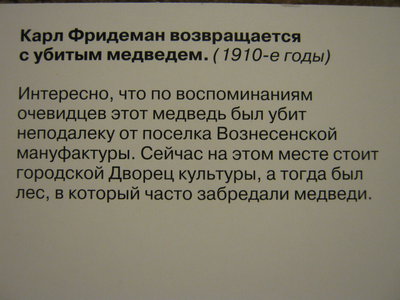 Карл Фридеман возвращается
с убитым медведем. (1910-е годы)
Интересно, что по воспоминаниям
очевидцев этот медведь был убит
неподалеку от поселка Вознесенской
мануфактуры. Сейчас на этом месте стоит
городской Дворец культуры, а тогда был
лес, в который часто забредали медведи.